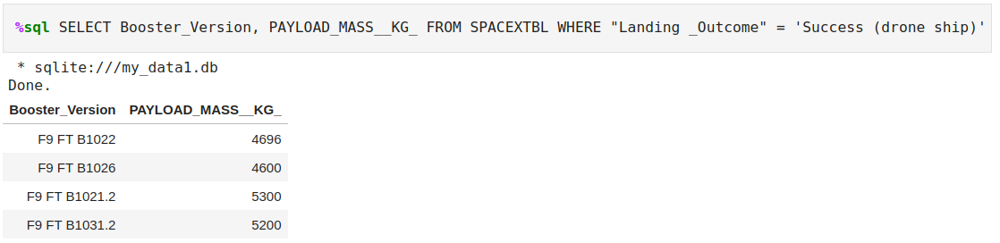 %sql SELECT Booster_Version, PAYLOAD_MASS__KG_ FROM SPACEXTBL WHERE "Landing _Outcome" = 'Success (drone ship)'
* sqlite:///my_data1.db
Done.
Booster_Version PAYLOAD_MASS__KG_
F9 FT B1022 4696
F9 FT B1026 4600
F9 FT B1021.2 5300
F9 FT B1031.2 5200